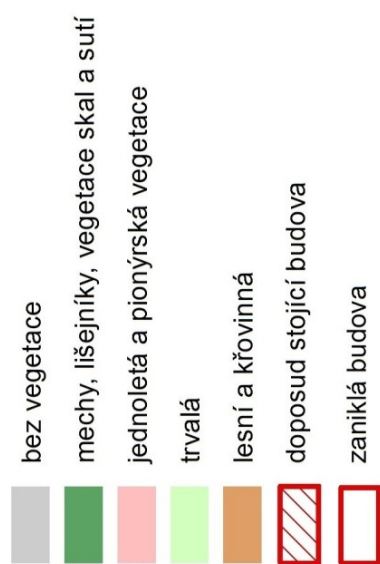 bez vegetace
mechy, lišejníky, vegetace skal a sutí
jednoletá a pionýrská vegetace
trvalá
lesní a křovinná
doposud stojící budova
zaniklá budova